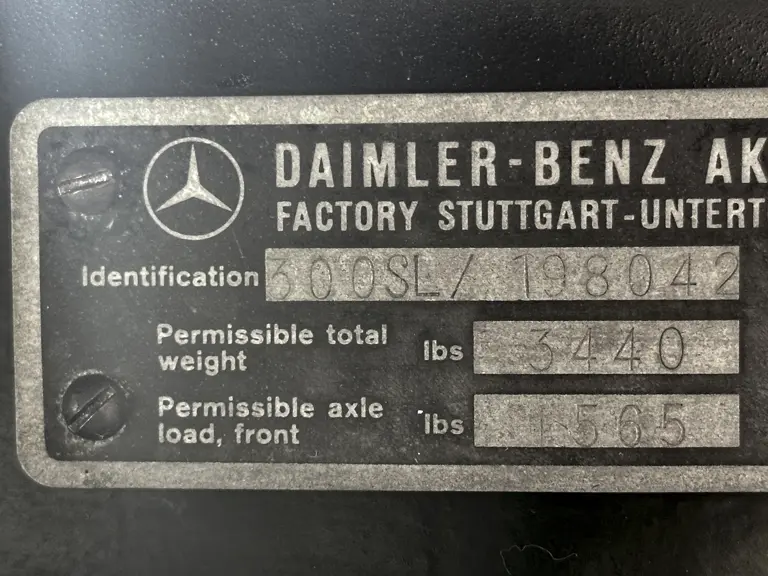 DAIMLER-BENZ AK
FACTORY STUTTGART-UNTERT
Identification 300SL/ 198042
Permissible total
weight
lbs 3440
Permissible axle
load, front
lbs 1565